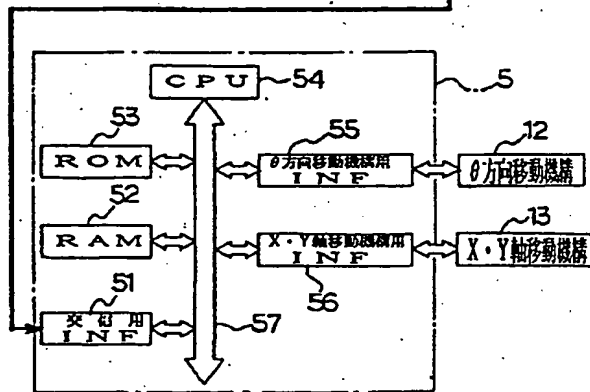 CPU
54
5
53
ROM
55
θ方向移動機構用
INF
12
θ方向移動機構
52
RAM
X・Y軸移動機構用
INF
56
13
X・Y軸移動機構
51
交信用
INF
57